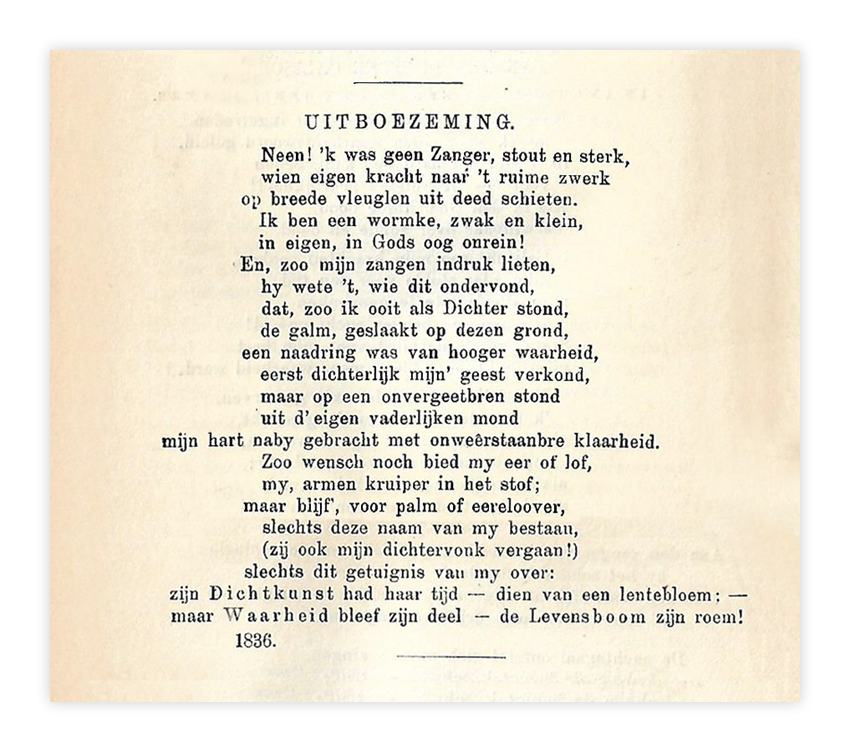 UITBOEZEMING.
Neen! 'k was geen Zanger, stout en sterk,
wien eigen kracht naar 't ruime zwerk
op breede vleuglen uit deed schieten.
Ik ben een wormke, zwak en klein,
in eigen, in Gods oog onrein!
En, zoo mijn zangen indruk lieten,
hy wete 't, wie dit ondervond,
dat, zoo ik ooit als Dichter stond,
de galm, geslaakt op dezen grond,
een naadring was van hooger waarheid,
eerst dichterlijk mijn' geest verkond,
maar op een onvergeetbren stond
uit d' eigen vaderlijken mond
mijn hart naby gebracht met onweêrstaanbre klaarheid.
Zoo wensch noch bied my eer of lof,
my, armen kruiper in het stof;
maar blijf', voor palm of eereloover,
slechts deze naam van my bestaan,
(zij ook mijn dichtervonk vergaan!)
slechts dit getuignis van my over:
zijn Dichtkunst had haar tijd — dien van een lentebloem; —
maar Waarheid bleef zijn deel — de Levensboom zijn roem!
1836.